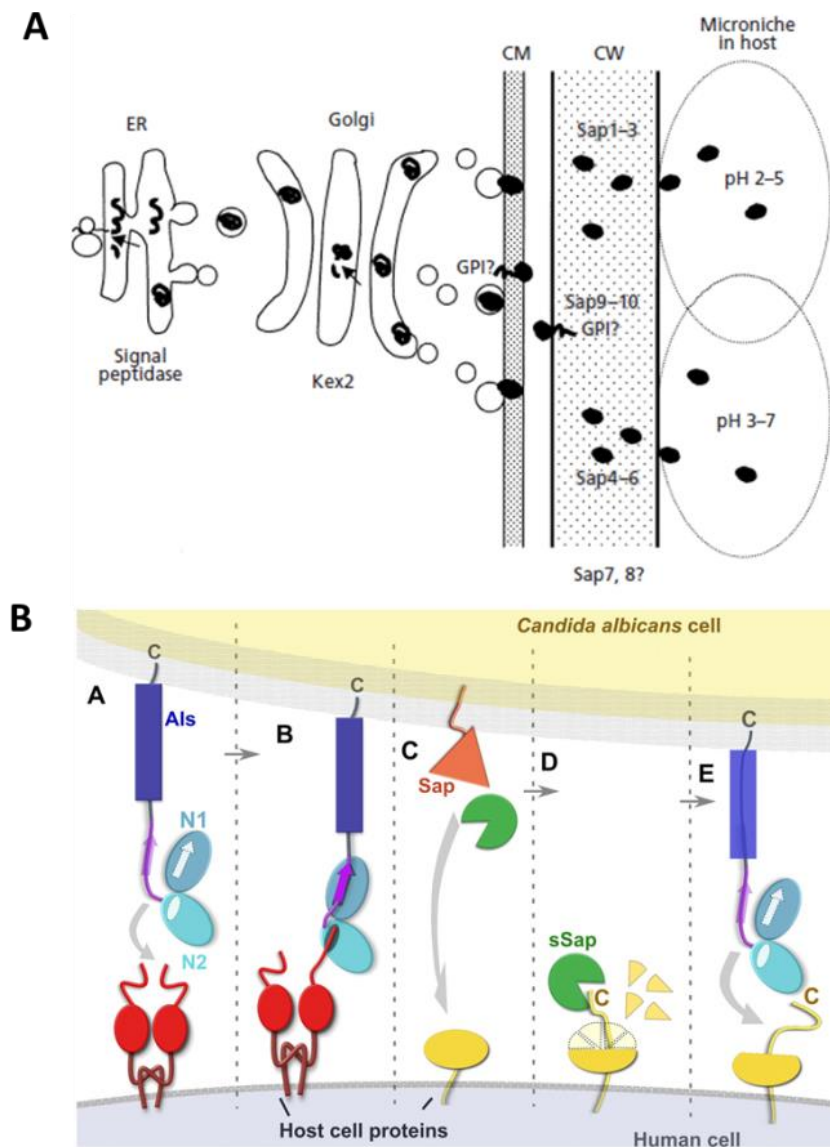 A
Microniche
in host
CM
CW
ER
Golgi
Sap1–3
pH 2–5
GPI?
Sap9–10
GPI?
Signal
peptidase
Kex2
pH 3–7
Sap4–6
Sap7, 8?
B
Candida albicans cell
C
C
C
A
Als
B
C
D
E
Sap
N1
N2
sSap
C
C
Host cell proteins
Human cell